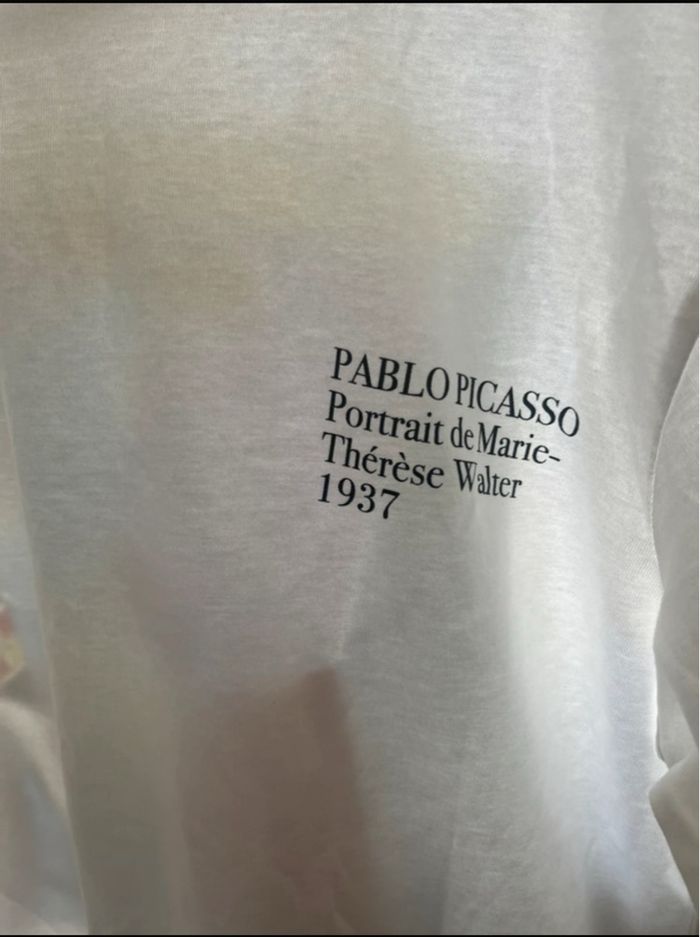 PABLO PICASSO
Portrait de Marie-
Thérèse Walter
1937